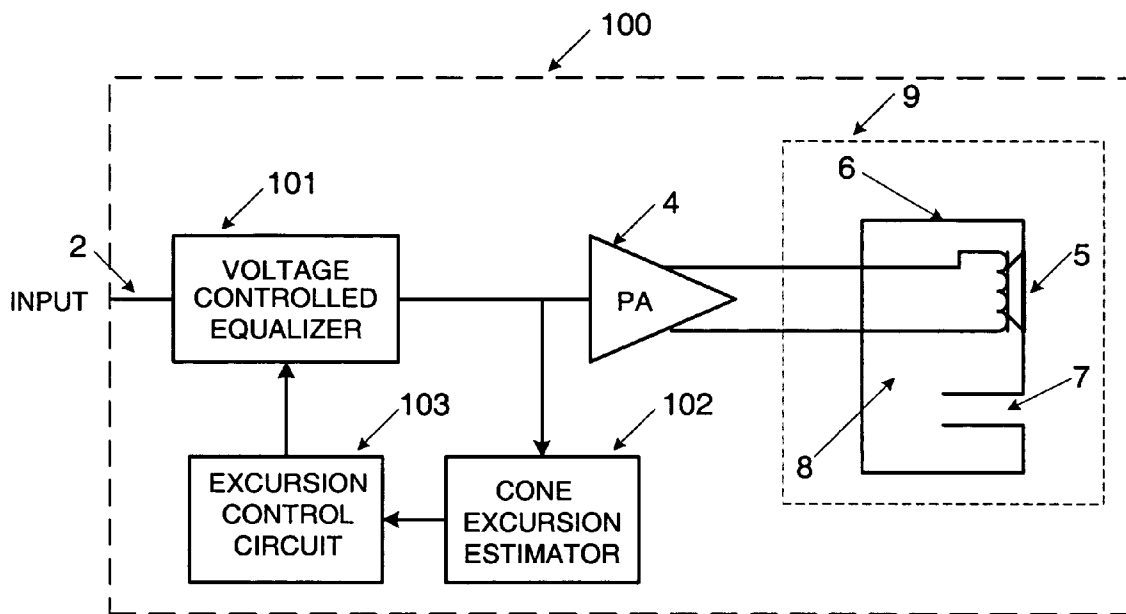 100
9
6
101
4
2
5
INPUT
VOLTAGE
CONTROLLED
EQUALIZER
PA
7
103
102
8
EXCURSION
CONTROL
CIRCUIT
CONE
EXCURSION
ESTIMATOR